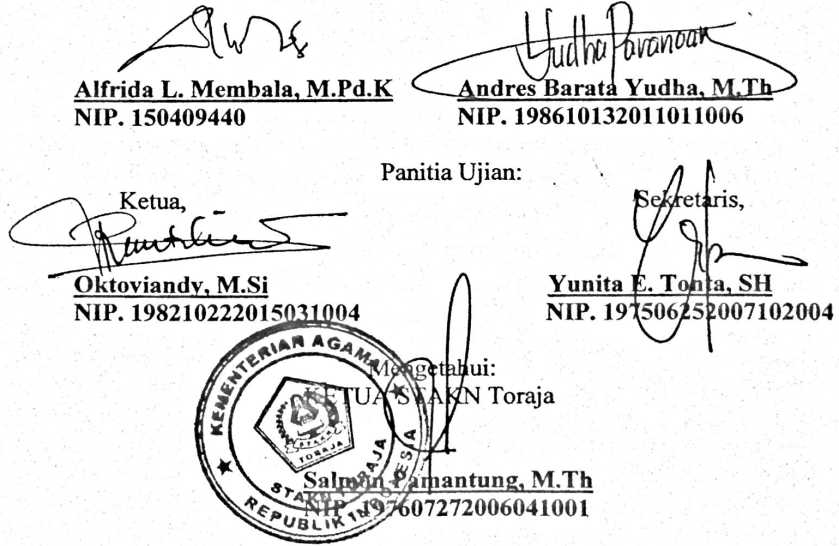 Yudha Paranoan
Alfrida L. Membala, M.Pd.K
NIP. 150409440
Andres Barata Yudha, M.Th
NIP. 198610132011011006
Panitia Ujian:
Ketua,
Oktoviandy, M.Si
NIP. 198210222015031004
Sekretaris,
Yunita E. Tonta, SH
NIP. 197506252007102004
Mengetahui:
KETUA STAKN Toraja
KEMENTERIAN AGAMA
REPUBLIK INDONESIA
STAKN TORAJA
TORAJA
Salmon Pamantung, M.Th
NIP. 197607272006041001